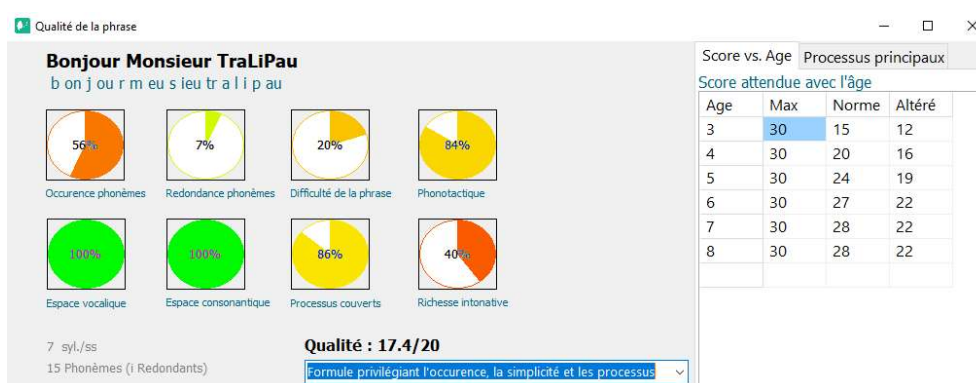 Qualité de la phrase
Bonjour Monsieur TraLiPau
b on j ou r m eu s ieu tr a l i p au
56%
7%
20%
84%
Occurence phonèmes
Redondance phonèmes
Difficulté de la phrase
Phonotactique
100%
100%
86%
40%
Espace vocalique
Espace consonantique
Processus couverts
Richesse intonative
7 syl./ss
15 Phonèmes (i Redondants)
Qualité : 17.4/20
Formule privilégiant l'occurence, la simplicité et les processus
Score vs. Age Processus principaux
Score attendue avec l'âge
Age Max Norme Altéré
3 30 15 12
4 30 20 16
5 30 24 19
6 30 27 22
7 30 28 22
8 30 28 22